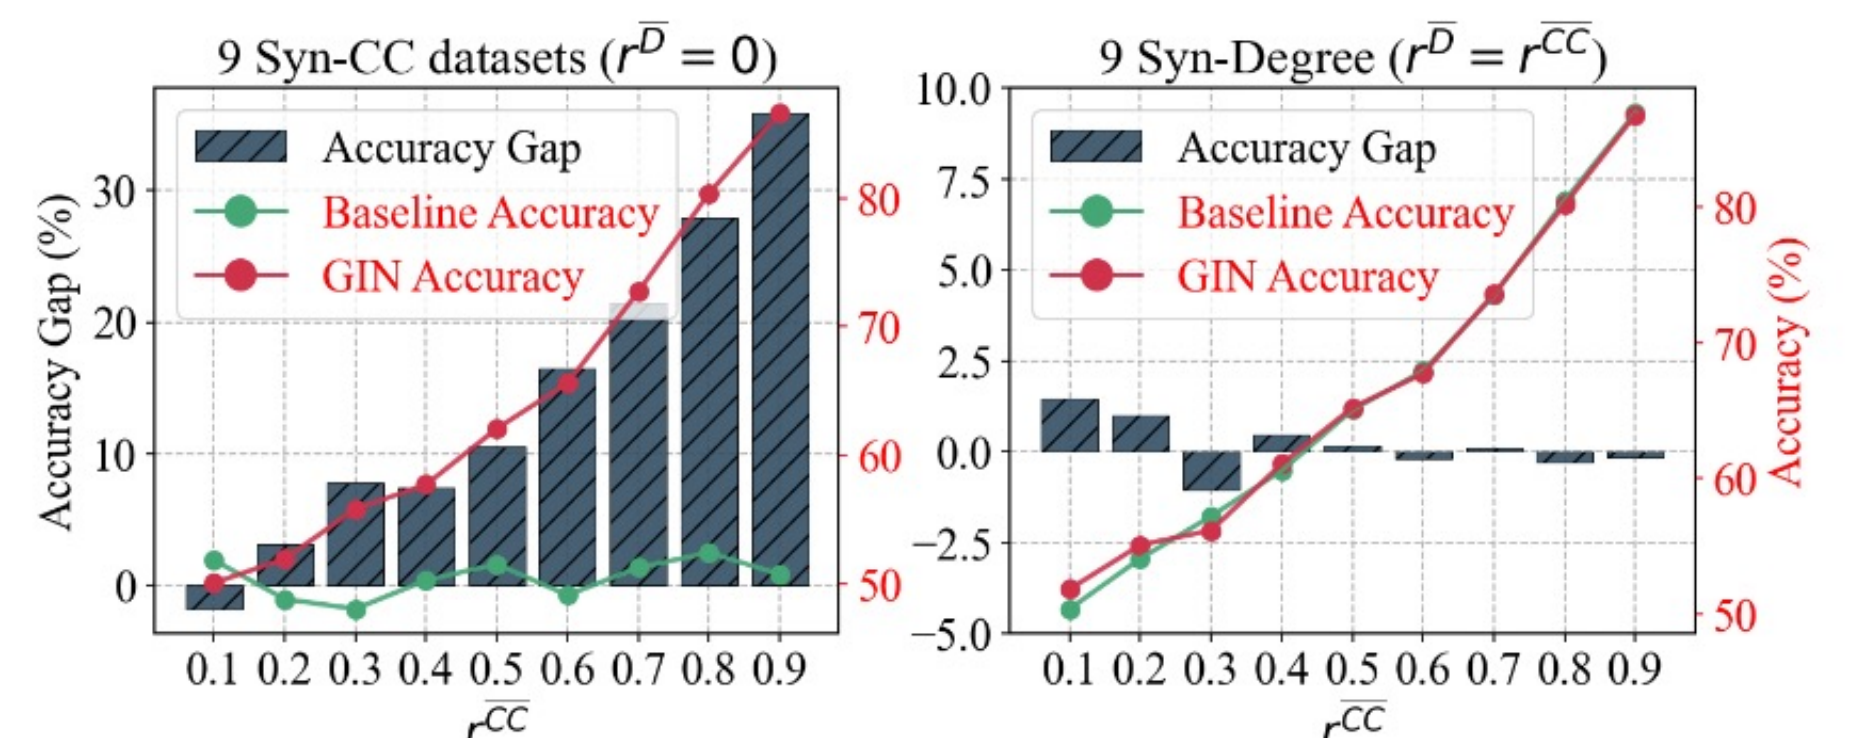 9 Syn-CC datasets (r^D̅ = 0)
Accuracy Gap
Baseline Accuracy
GIN Accuracy
Accuracy Gap (%)
30
20
10
0
80
70
60
50
0.1 0.2 0.3 0.4 0.5 0.6 0.7 0.8 0.9
r^C̅C̅
9 Syn-Degree (r^D̅ = r^C̅C̅)
Accuracy Gap
Baseline Accuracy
GIN Accuracy
10.0
7.5
5.0
2.5
0.0
−2.5
−5.0
80
70
60
50
Accuracy (%)
0.1 0.2 0.3 0.4 0.5 0.6 0.7 0.8 0.9
r^C̅C̅